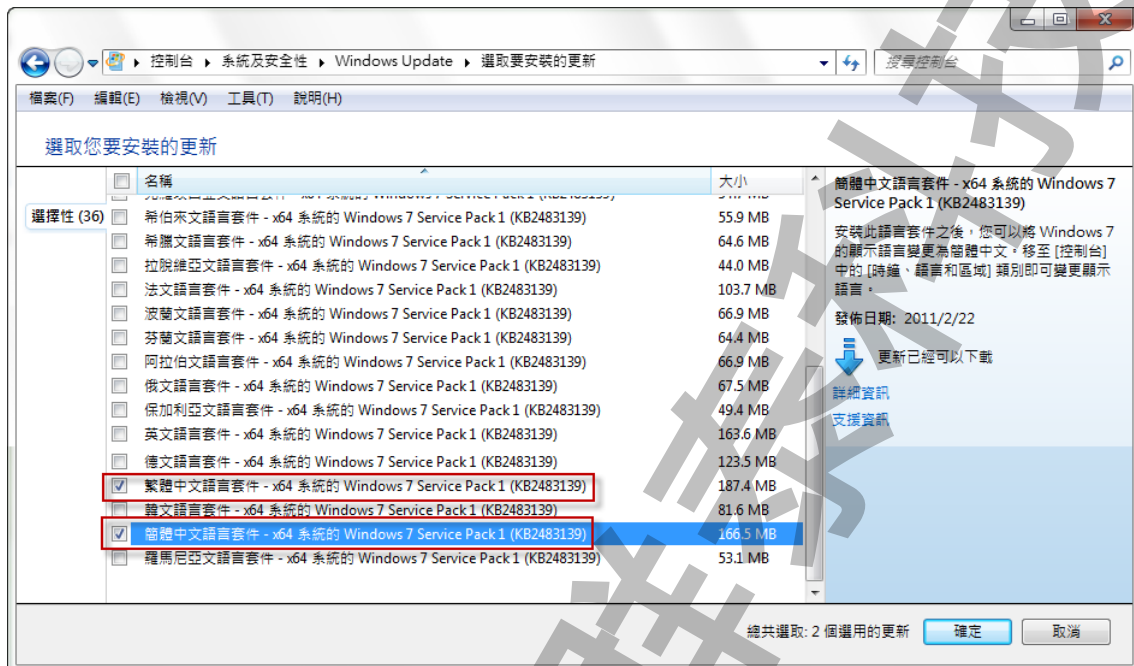 控制台 ▸ 系統及安全性 ▸ Windows Update ▸ 選取要安裝的更新
搜尋控制台
檔案(F) 編輯(E) 檢視(V) 工具(T) 說明(H)
選取您要安裝的更新
名稱 大小
選擇性 (36)
希伯來文語言套件 - x64 系統的 Windows 7 Service Pack 1 (KB2483139) 55.9 MB
希臘文語言套件 - x64 系統的 Windows 7 Service Pack 1 (KB2483139) 64.6 MB
拉脫維亞文語言套件 - x64 系統的 Windows 7 Service Pack 1 (KB2483139) 44.0 MB
法文語言套件 - x64 系統的 Windows 7 Service Pack 1 (KB2483139) 103.7 MB
波蘭文語言套件 - x64 系統的 Windows 7 Service Pack 1 (KB2483139) 66.9 MB
芬蘭文語言套件 - x64 系統的 Windows 7 Service Pack 1 (KB2483139) 64.4 MB
阿拉伯文語言套件 - x64 系統的 Windows 7 Service Pack 1 (KB2483139) 66.9 MB
俄文語言套件 - x64 系統的 Windows 7 Service Pack 1 (KB2483139) 67.5 MB
保加利亞文語言套件 - x64 系統的 Windows 7 Service Pack 1 (KB2483139) 49.4 MB
英文語言套件 - x64 系統的 Windows 7 Service Pack 1 (KB2483139) 163.6 MB
德文語言套件 - x64 系統的 Windows 7 Service Pack 1 (KB2483139) 123.5 MB
繁體中文語言套件 - x64 系統的 Windows 7 Service Pack 1 (KB2483139) 187.4 MB
韓文語言套件 - x64 系統的 Windows 7 Service Pack 1 (KB2483139) 81.6 MB
簡體中文語言套件 - x64 系統的 Windows 7 Service Pack 1 (KB2483139) 166.5 MB
羅馬尼亞文語言套件 - x64 系統的 Windows 7 Service Pack 1 (KB2483139) 53.1 MB
簡體中文語言套件 - x64 系統的 Windows 7
Service Pack 1 (KB2483139)
安裝此語言套件之後，您可以將 Windows 7
的顯示語言變更為簡體中文。移至 [控制台]
中的 [時鐘、語言和區域] 類別即可變更顯示
語言。
發佈日期: 2011/2/22
更新已經可以下載
詳細資訊
支援資訊
總共選取: 2 個選用的更新
確定
取消